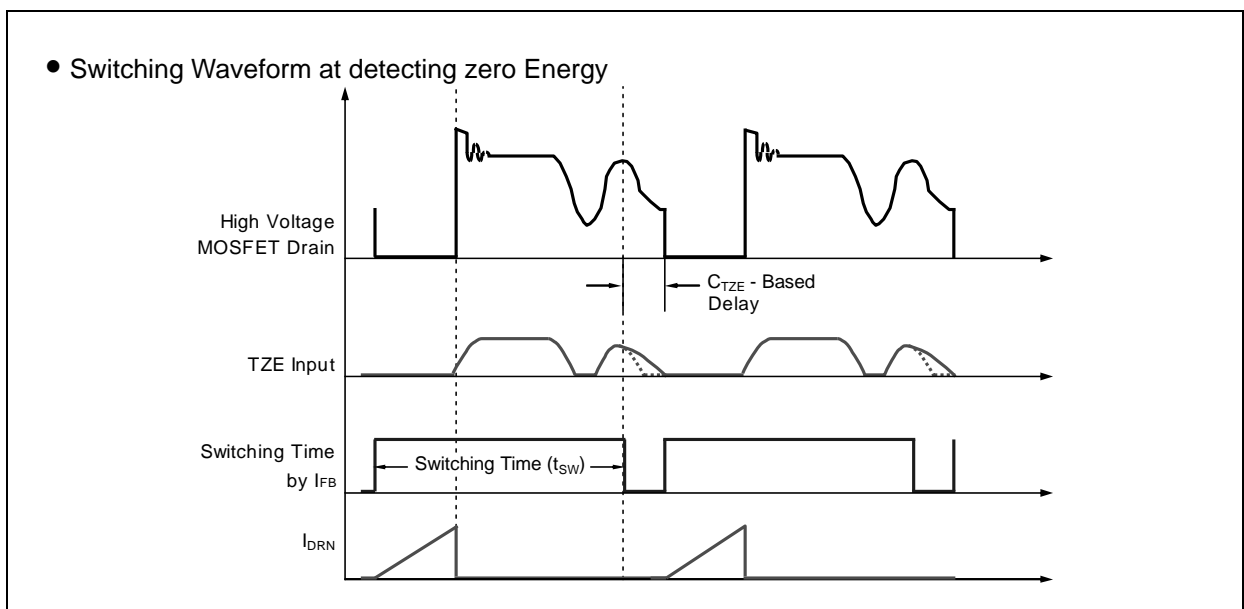 ● Switching Waveform at detecting zero Energy
High Voltage
MOSFET Drain
CTZE - Based
Delay
TZE Input
Switching Time
by IFB
Switching Time (tSW)
IDRN